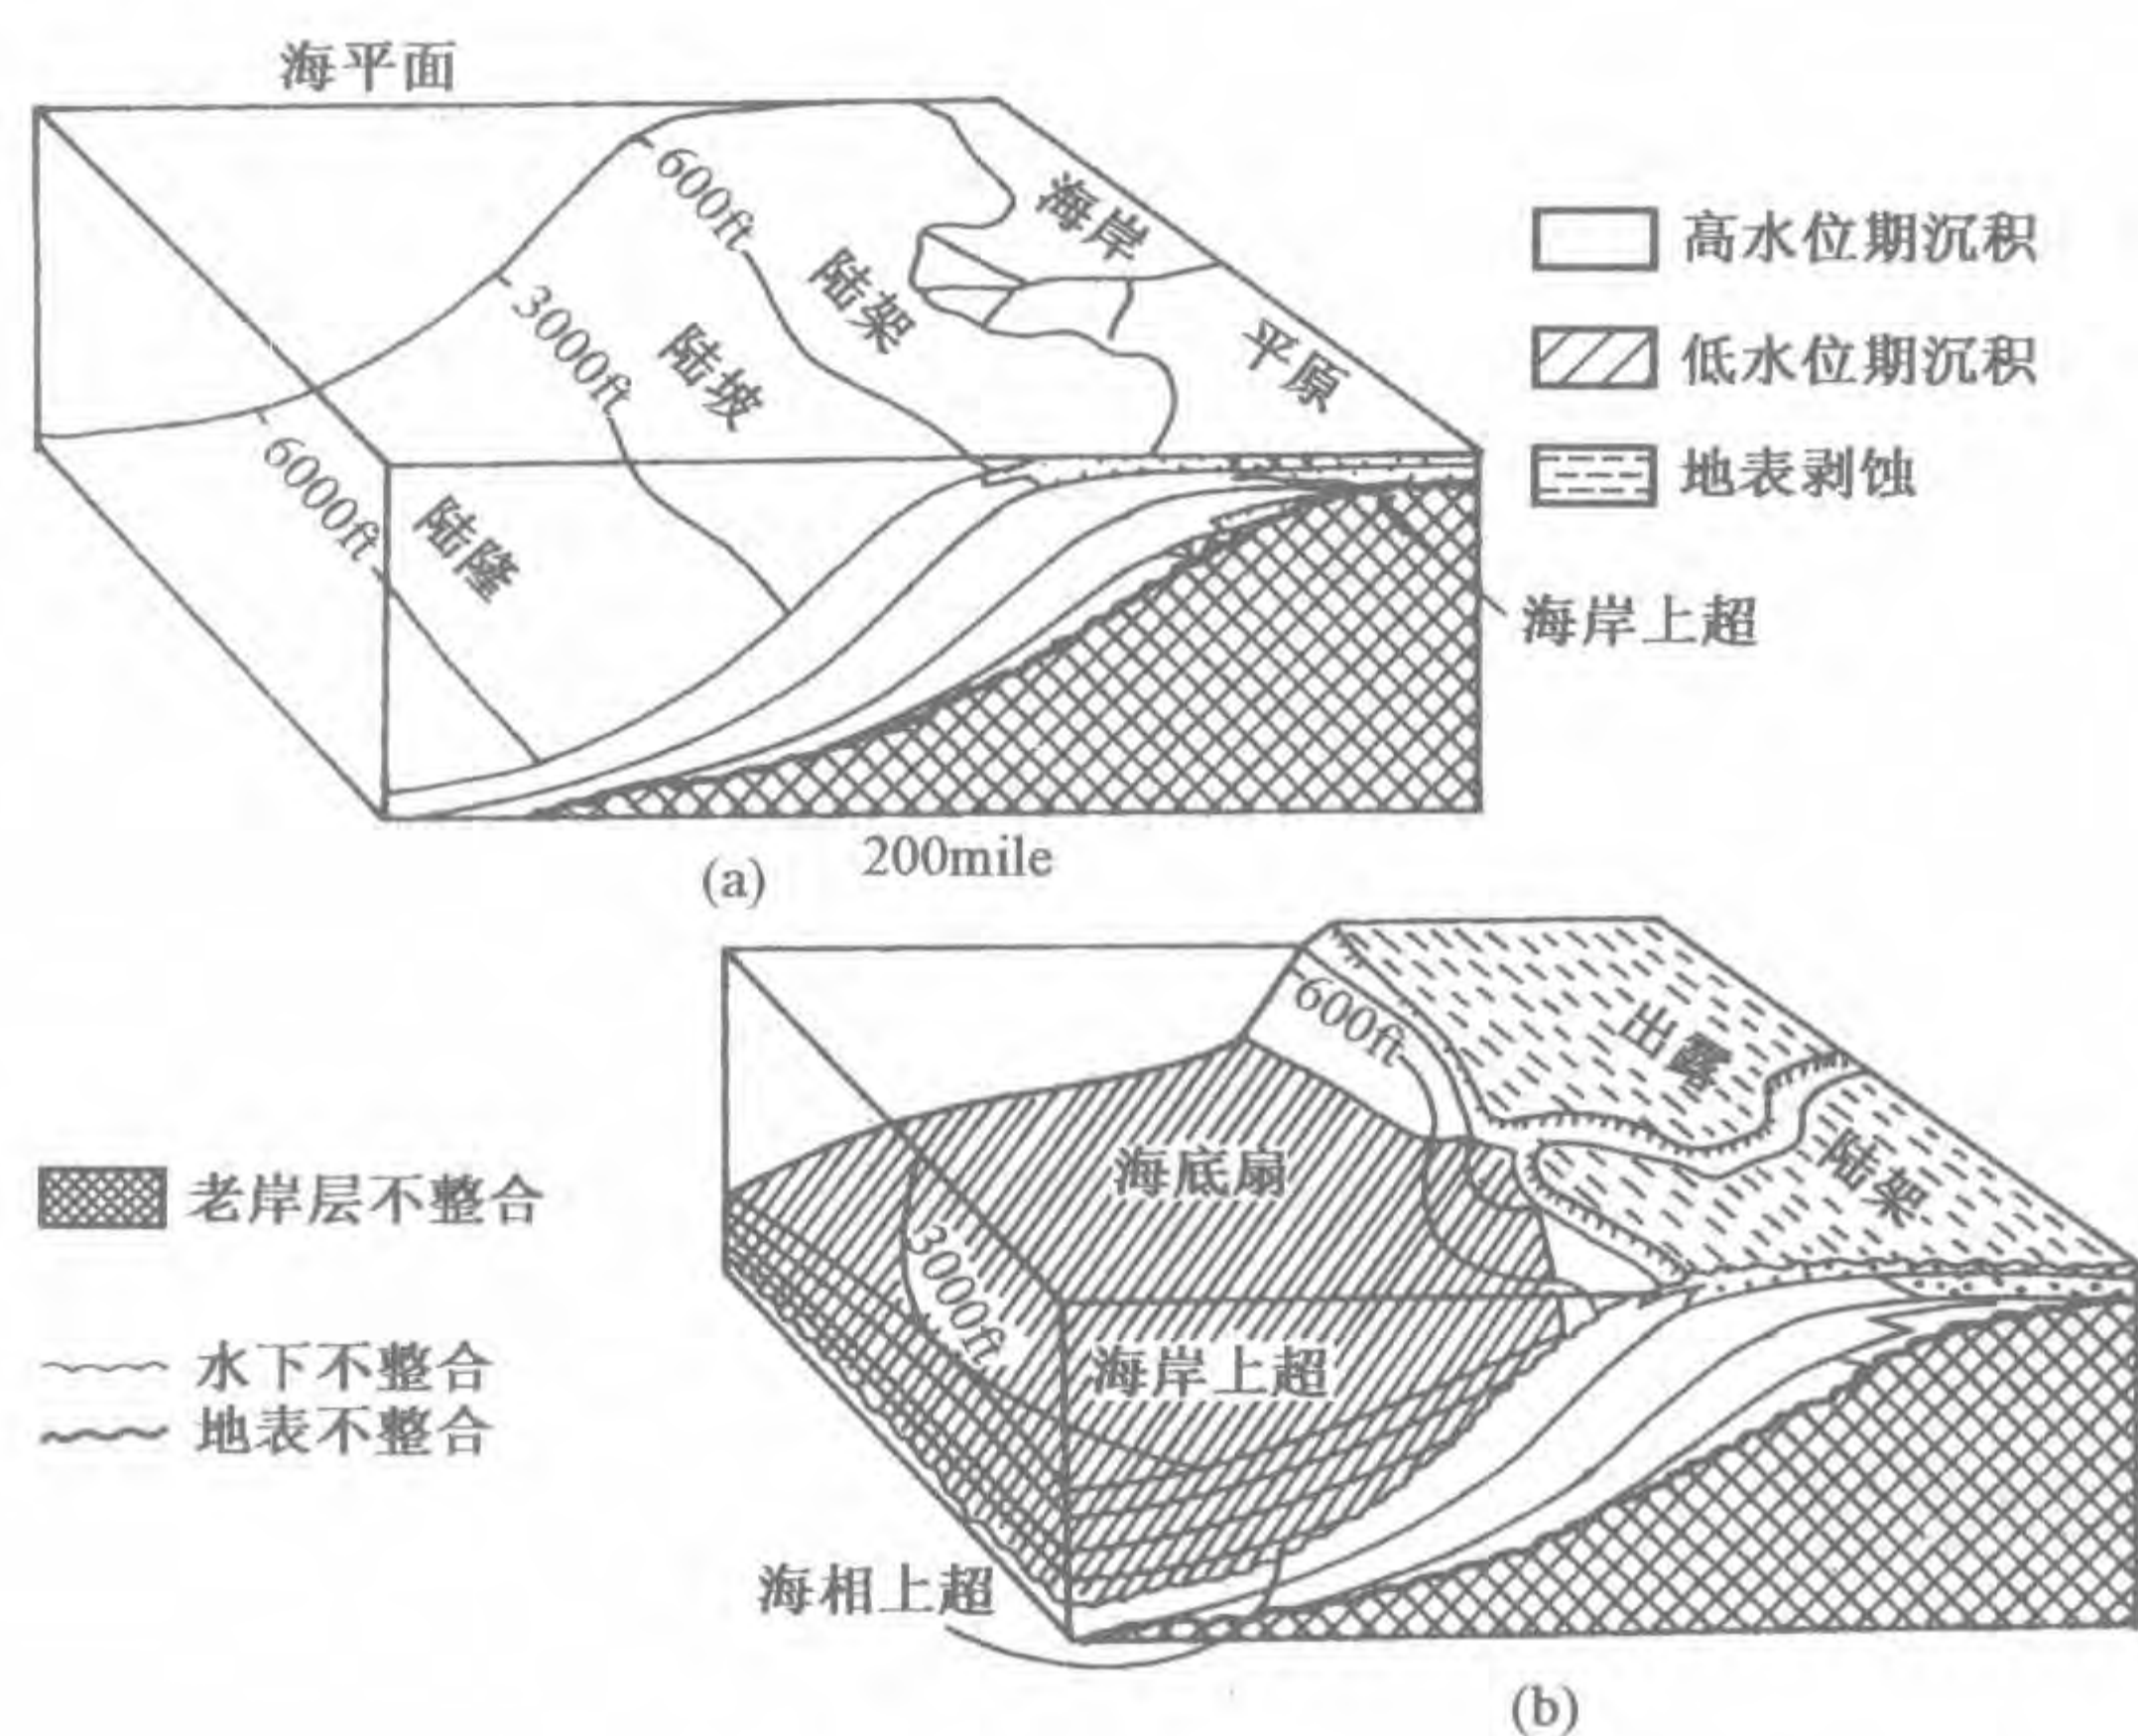 海平面
600ft
3000ft
6000ft
陆架
陆坡
陆隆
海岸
平原
高水位期沉积
低水位期沉积
地表剥蚀
海岸上超
(a)
200mile
600ft
出露
陆架
海底扇
3000ft
海岸上超
海相上超
老岸层不整合
水下不整合
地表不整合
(b)